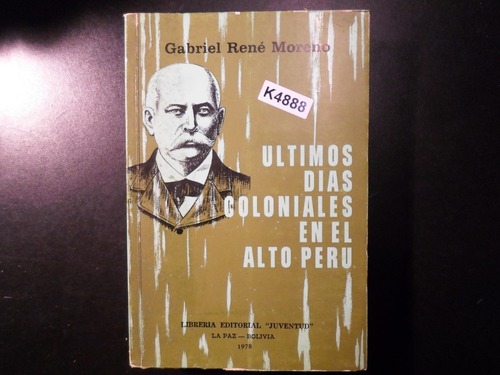 Gabriel René Moreno
K4888
ULTIMOS
DIAS
COLONIALES
EN EL
ALTO PERU
LIBRERIA EDITORIAL "JUVENTUD"
LA PAZ — BOLIVIA
1978